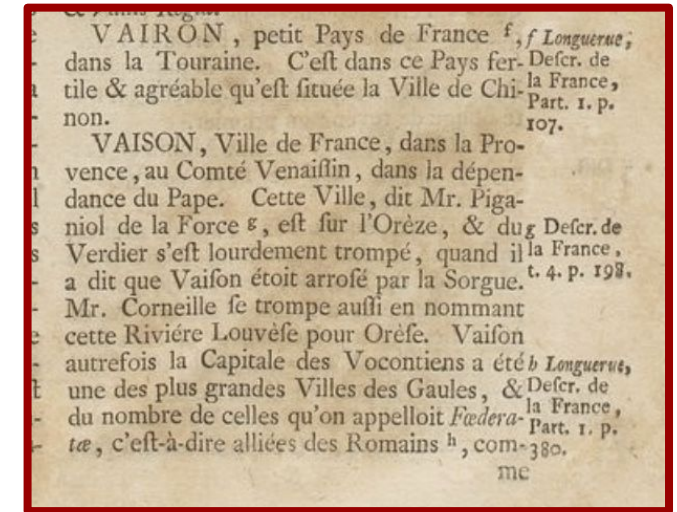 VAIRON, petit Pays de France f,
dans la Touraine. C'eſt dans ce Pays fer-
tile & agréable qu'eſt ſituée la Ville de Chi-
non.
VAISON, Ville de France, dans la Pro-
vence, au Comté Venaiſſin, dans la dépen-
dance du Pape. Cette Ville, dit Mr. Piga-
niol de la Force g, eſt ſur l'Orèze, & du
Verdier s'eſt lourdement trompé, quand il
a dit que Vaiſon étoit arroſé par la Sorgue.
Mr. Corneille ſe trompe auſſi en nommant
cette Riviére Louvèſe pour Orèſe. Vaiſon
autrefois la Capitale des Vocontiens a été
une des plus grandes Villes des Gaules, &
du nombre de celles qu'on appelloit Fœdera-
tæ, c'eſt-à-dire alliées des Romains h, com-
me
f Longuerue,
Deſcr. de
la France,
Part. 1. p.
107.
g Deſcr. de
la France,
t. 4. p. 198.
h Longuerue,
Deſcr. de
la France,
Part. 1. p.
380.